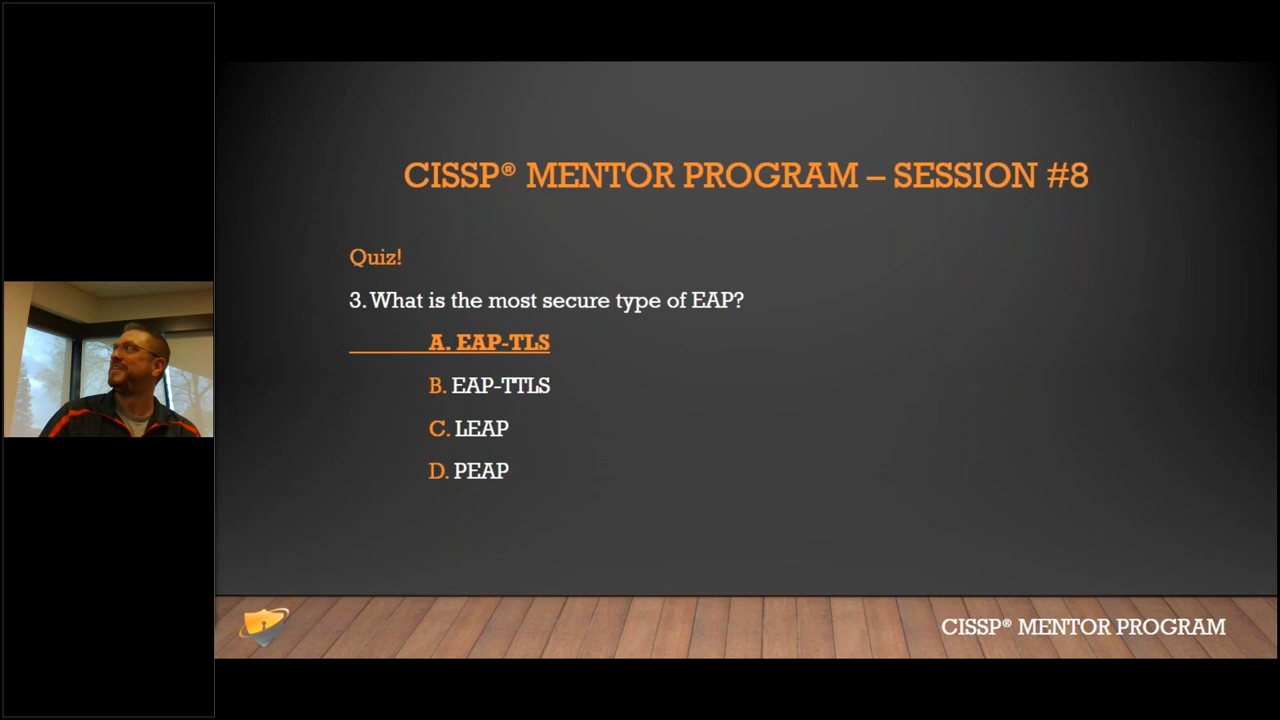 CISSP® MENTOR PROGRAM – SESSION #8
Quiz!
3. What is the most secure type of EAP?
A. EAP-TLS
B. EAP-TTLS
C. LEAP
D. PEAP
CISSP® MENTOR PROGRAM